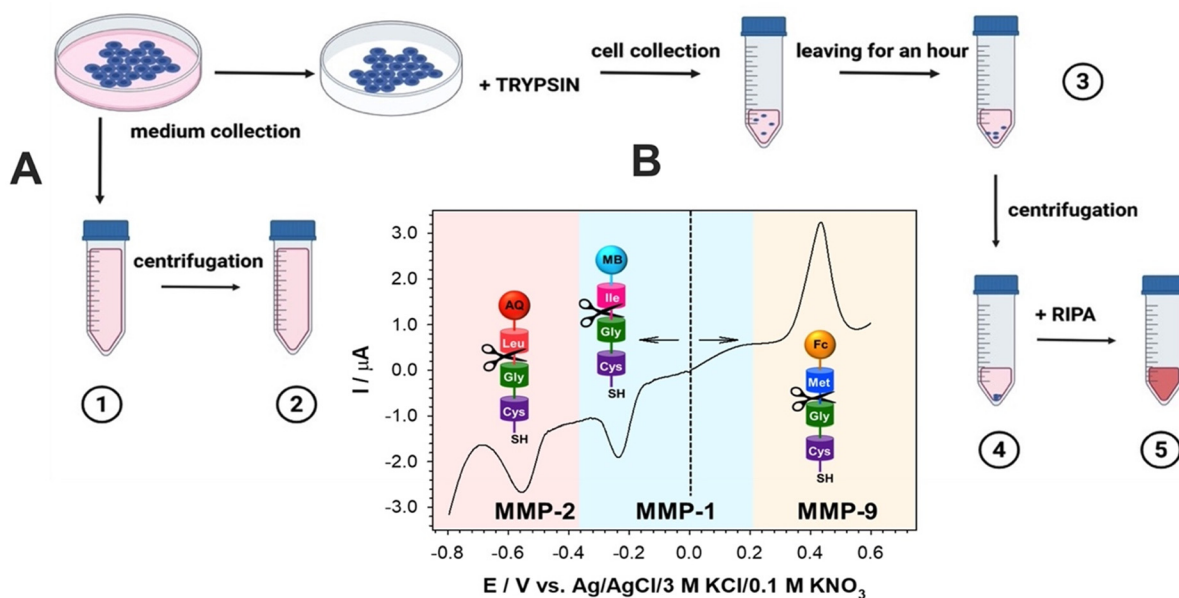 cell collection
leaving for an hour
+ TRYPSIN
3
medium collection
A
B
centrifugation
centrifugation
1
2
+ RIPA
4
5
I / µA
3.0
2.0
1.0
0.0
-1.0
-2.0
-3.0
AQ
Leu
Gly
Cys
SH
MB
Ile
Gly
Cys
SH
Fc
Met
Gly
Cys
SH
MMP-2
MMP-1
MMP-9
-0.8
-0.6
-0.4
-0.2
0.0
0.2
0.4
0.6
E / V vs. Ag/AgCl/3 M KCl/0.1 M KNO₃